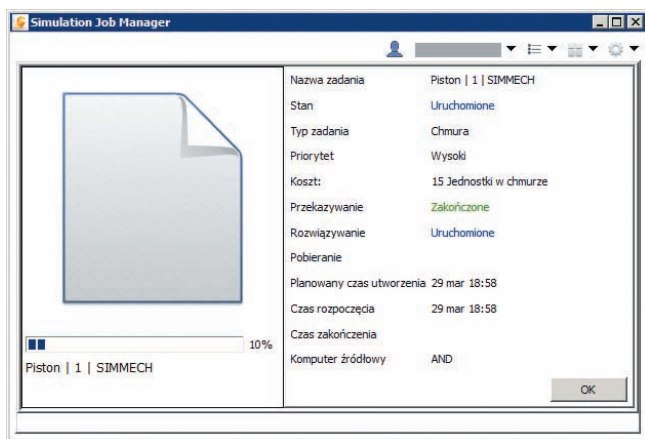 Simulation Job Manager
Nazwa zadania Piston | 1 | SIMMECH
Stan Uruchomione
Typ zadania Chmura
Priorytet Wysoki
Koszt: 15 Jednostki w chmurze
Przekazywanie Zakończone
Rozwiązywanie Uruchomione
Pobieranie
Planowany czas utworzenia 29 mar 18:58
Czas rozpoczęcia 29 mar 18:58
Czas zakończenia
Komputer źródłowy AND
10%
Piston | 1 | SIMMECH
OK